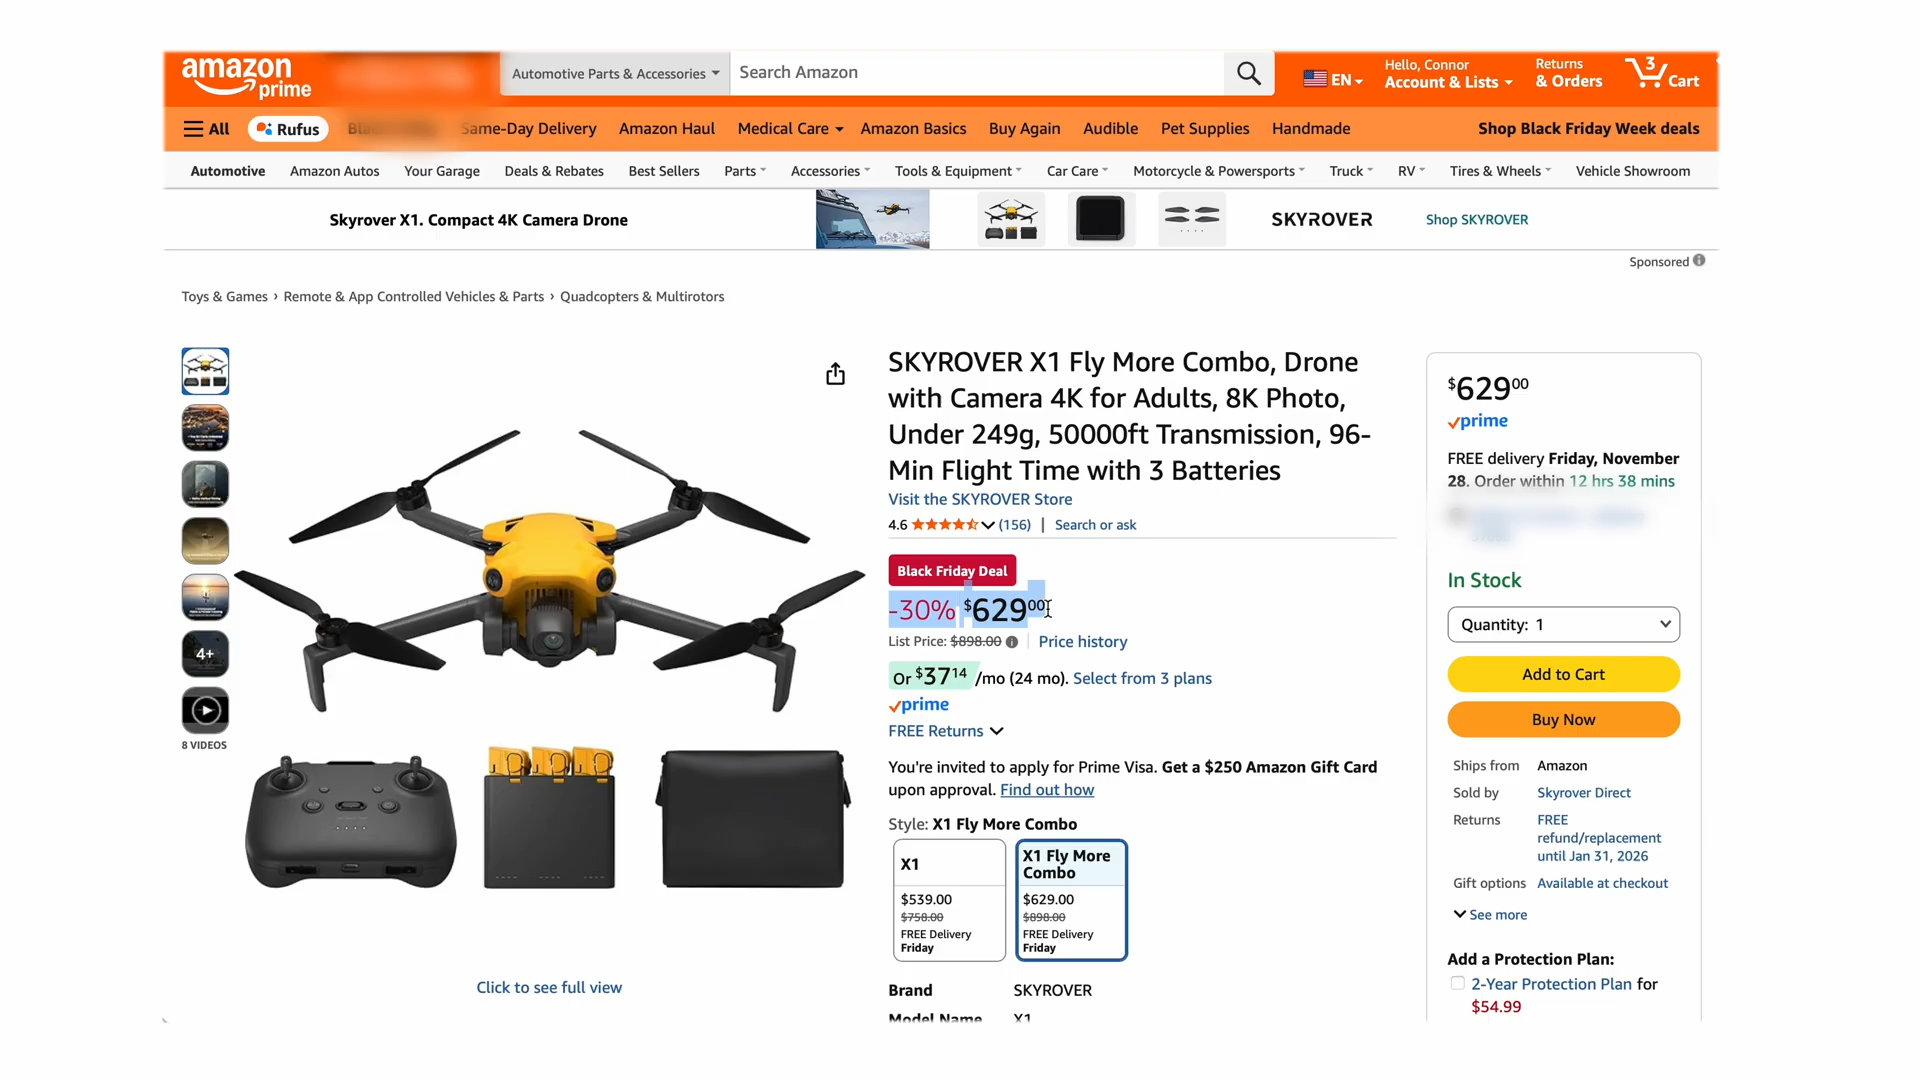 amazon
prime
Automotive Parts & Accessories
Search Amazon
EN
Hello, Connor
Account & Lists
Returns
& Orders
3
Cart
All
Rufus
Same-Day Delivery
Amazon Haul
Medical Care
Amazon Basics
Buy Again
Audible
Pet Supplies
Handmade
Shop Black Friday Week deals
Automotive
Amazon Autos
Your Garage
Deals & Rebates
Best Sellers
Parts
Accessories
Tools & Equipment
Car Care
Motorcycle & Powersports
Truck
RV
Tires & Wheels
Vehicle Showroom
Skyrover X1. Compact 4K Camera Drone
SKYROVER
Shop SKYROVER
Sponsored
Toys & Games › Remote & App Controlled Vehicles & Parts › Quadcopters & Multirotors
4+
8 VIDEOS
Click to see full view
SKYROVER X1 Fly More Combo, Drone
with Camera 4K for Adults, 8K Photo,
Under 249g, 50000ft Transmission, 96-
Min Flight Time with 3 Batteries
Visit the SKYROVER Store
4.6
(156) | Search or ask
Black Friday Deal
-30% $629 00
List Price: $898.00
Price history
Or $37 14 /mo (24 mo). Select from 3 plans
prime
FREE Returns
You're invited to apply for Prime Visa. Get a $250 Amazon Gift Card
upon approval. Find out how
Style: X1 Fly More Combo
X1
$539.00
$758.00
FREE Delivery
Friday
X1 Fly More
Combo
$629.00
$898.00
FREE Delivery
Friday
Brand SKYROVER
Model Name X1
$629 00
prime
FREE delivery Friday, November
28. Order within 12 hrs 38 mins
In Stock
Quantity: 1
Add to Cart
Buy Now
Ships from Amazon
Sold by Skyrover Direct
Returns FREE
refund/replacement
until Jan 31, 2026
Gift options Available at checkout
See more
Add a Protection Plan:
2-Year Protection Plan for
$54.99